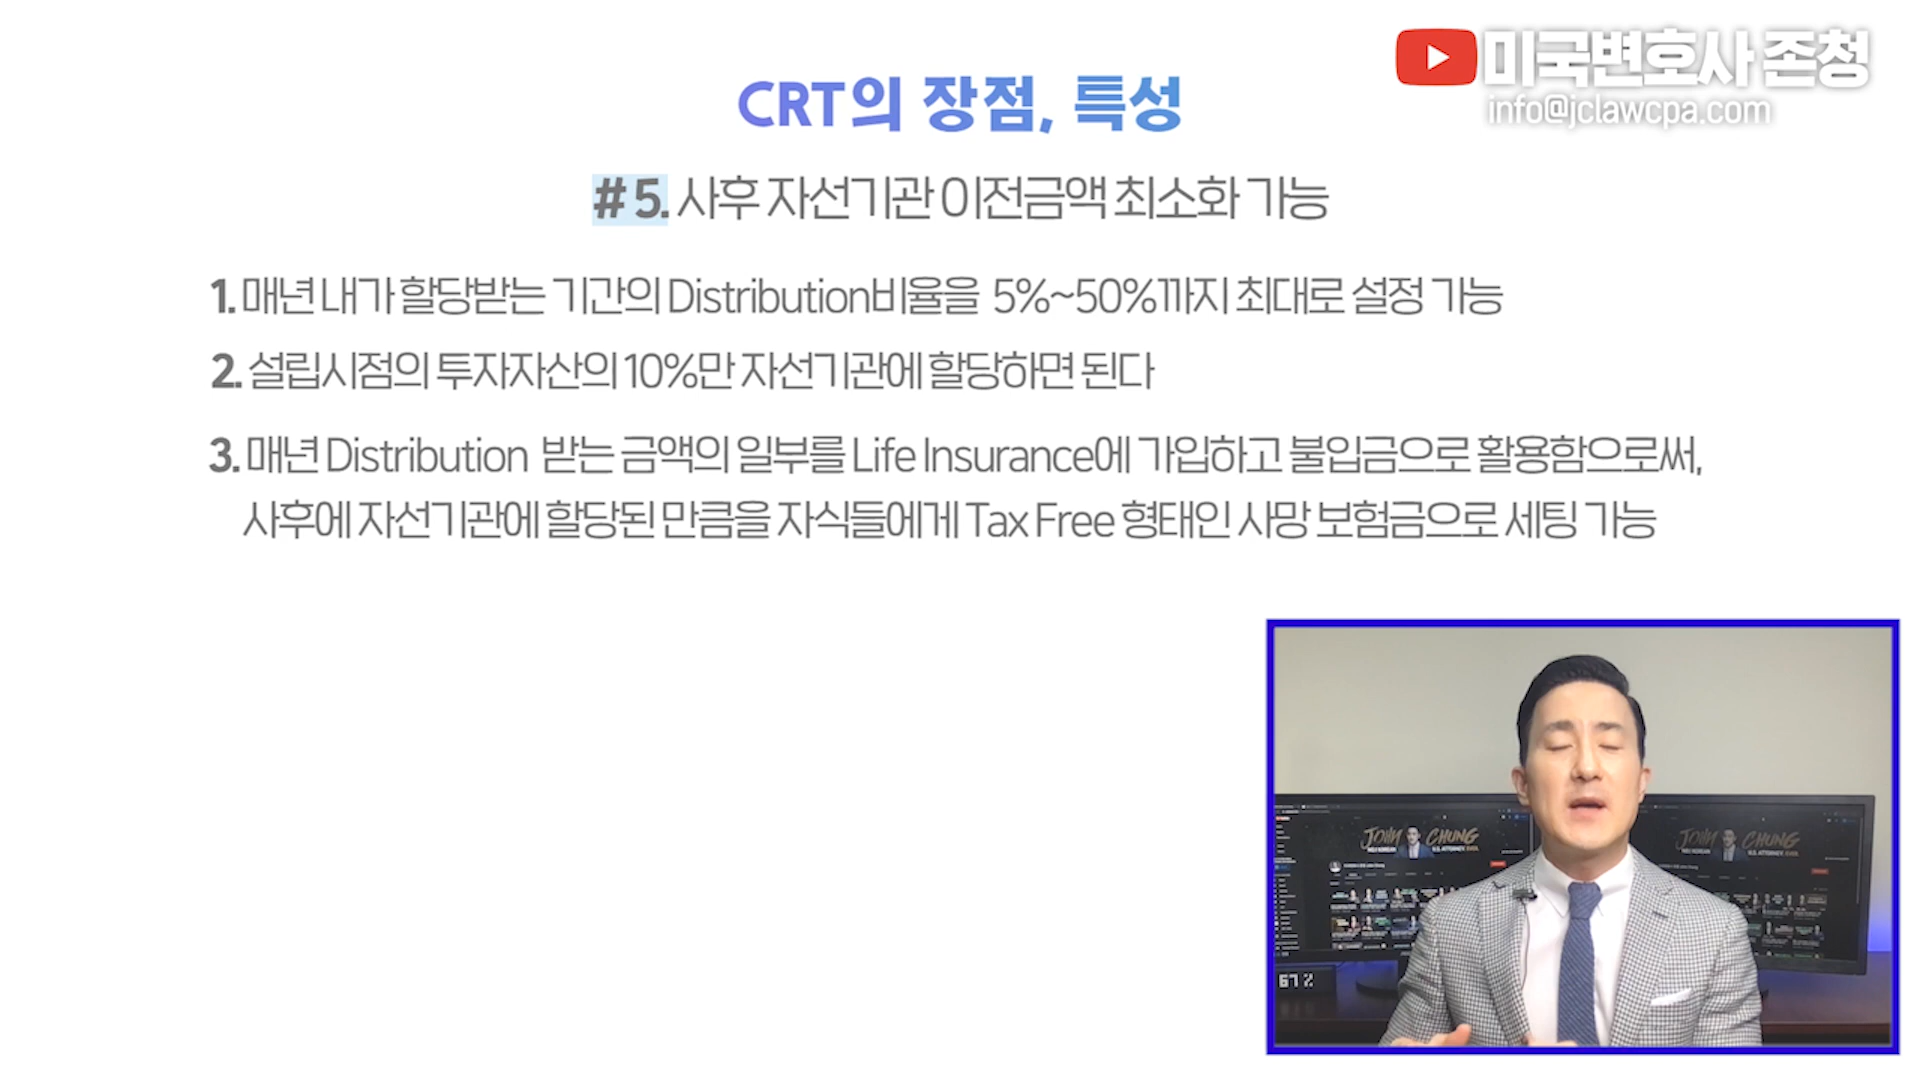 미국변호사 존청
info@jclawcpa.com
CRT의 장점, 특성
#5. 사후 자선기관 이전금액 최소화 가능
1. 매년 내가 할당받는 기간의 Distribution비율을 5%~50%까지 최대로 설정 가능
2. 설립시점의 투자자산의 10%만 자선기관에 할당하면 된다
3. 매년 Distribution 받는 금액의 일부를 Life Insurance에 가입하고 불입금으로 활용함으로써,
사후에 자선기관에 할당된 만큼을 자식들에게 Tax Free 형태인 사망 보험금으로 세팅 가능
JOHN CHUNG
U.S. ATTORNEY
JOHN CHUNG
U.S. ATTORNEY
67%